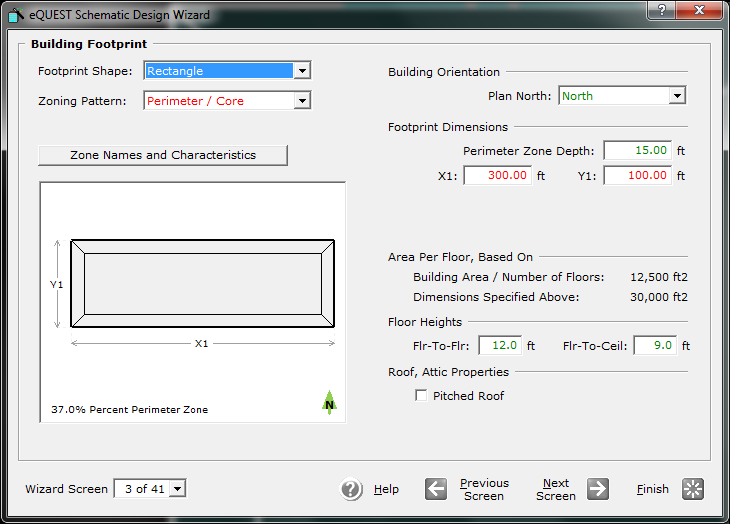 eQUEST Schematic Design Wizard
?
Building Footprint
Footprint Shape: Rectangle
Zoning Pattern: Perimeter / Core
Zone Names and Characteristics
Y1
X1
37.0% Percent Perimeter Zone
N
Building Orientation
Plan North: North
Footprint Dimensions
Perimeter Zone Depth: 15.00 ft
X1: 300.00 ft Y1: 100.00 ft
Area Per Floor, Based On
Building Area / Number of Floors: 12,500 ft2
Dimensions Specified Above: 30,000 ft2
Floor Heights
Flr-To-Flr: 12.0 ft Flr-To-Ceil: 9.0 ft
Roof, Attic Properties
Pitched Roof
Wizard Screen 3 of 41
? Help
Previous
Screen
Next
Screen
Finish